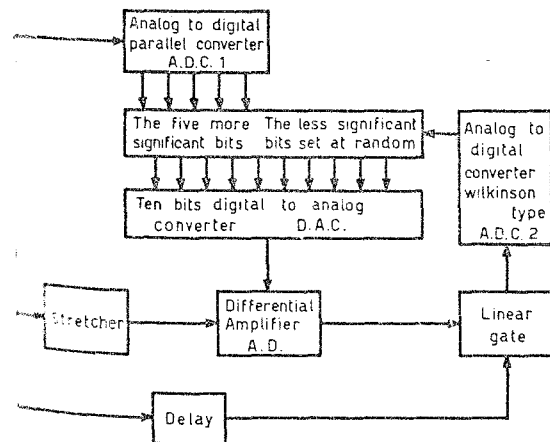 Analog to digital
parallel converter
A.D.C. 1
The five more
significant bits
The less significant
bits set at random
Analog to
digital
converter
wilkinson
type
A.D.C. 2
Ten bits digital to analog
converter D.A.C.
Stretcher
Differential
Amplifier
A.D.
Linear
gate
Delay